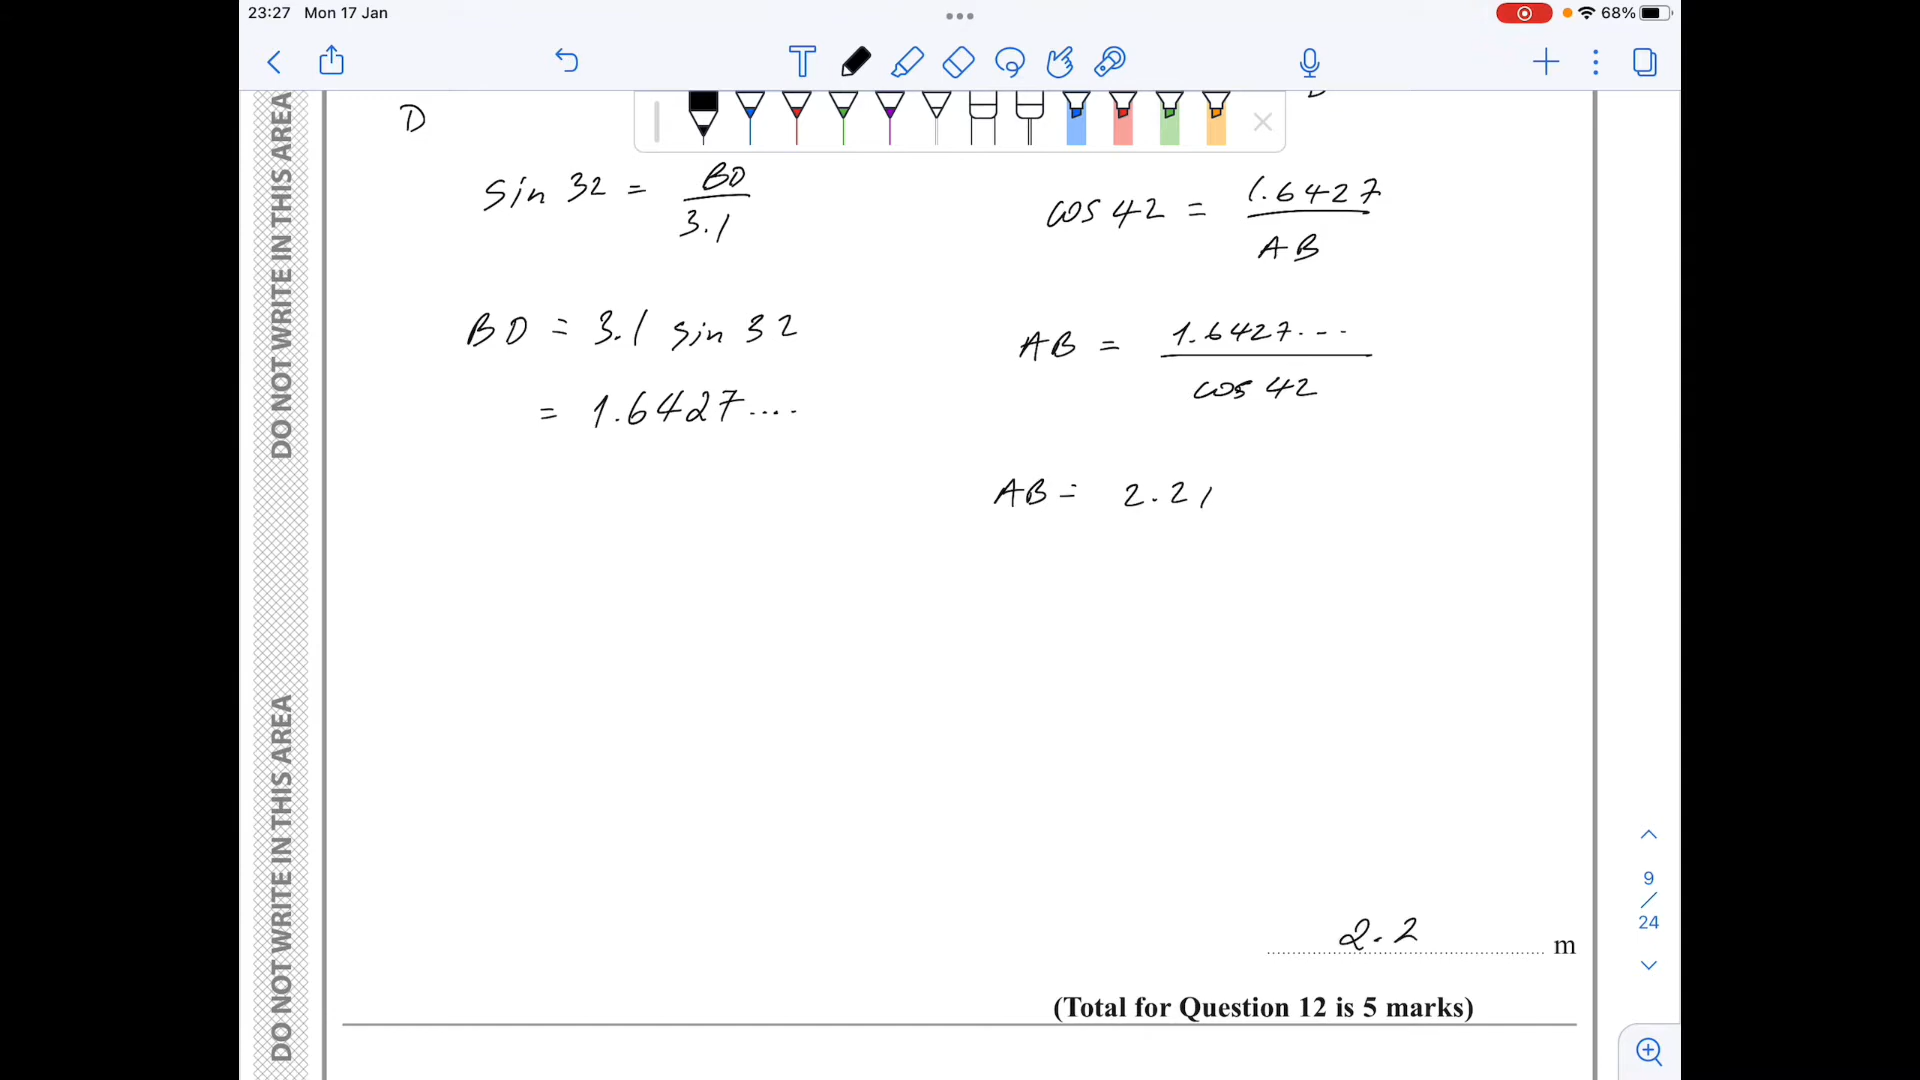 23:27 Mon 17 Jan
68%
DO NOT WRITE IN THIS AREA
DO NOT WRITE IN THIS AREA
D
sin 32 = BD / 3.1
BD = 3.1 sin 32
= 1.6427....
cos 42 = 1.6427 / AB
AB = 1.6427... / cos 42
AB = 2.21
9
/
24
2.2 m
(Total for Question 12 is 5 marks)